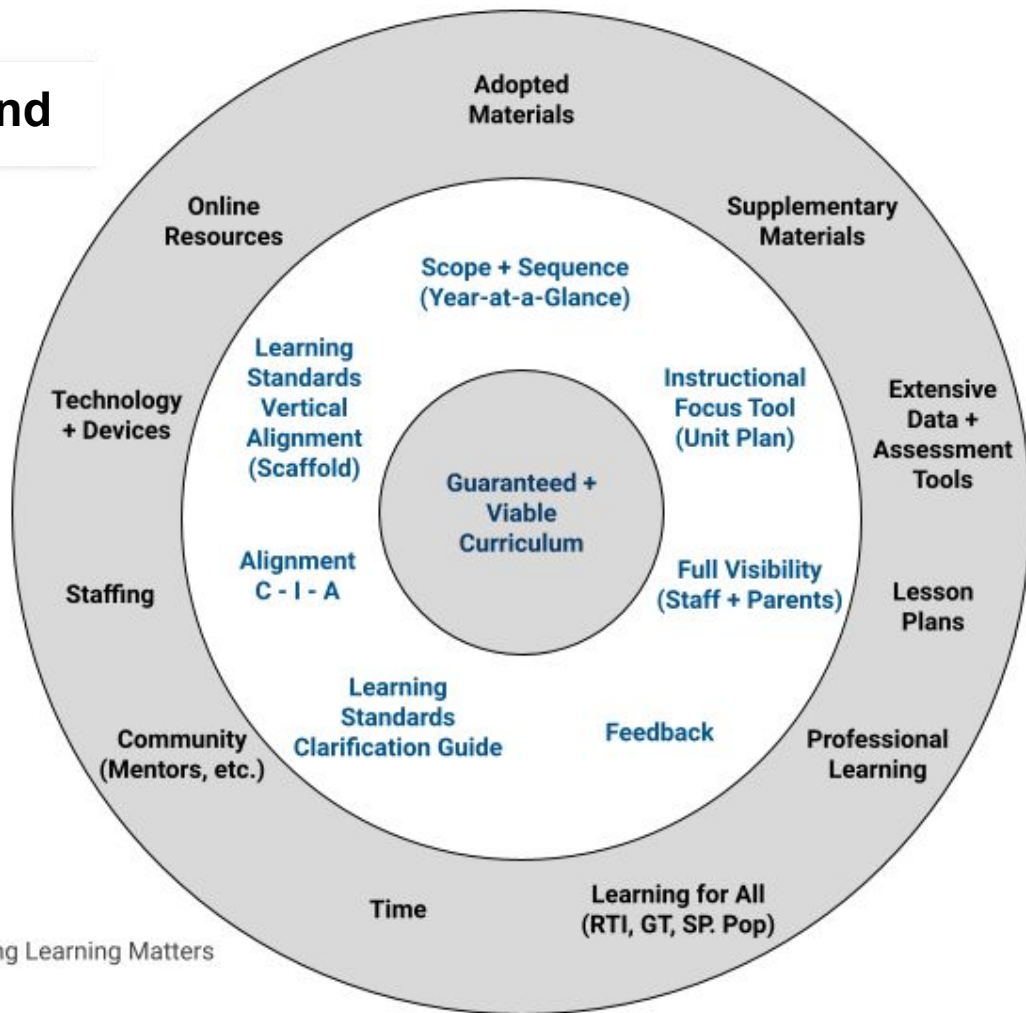 nd
Adopted
Materials
Online
Resources
Supplementary
Materials
Scope + Sequence
(Year-at-a-Glance)
Learning
Standards
Vertical
Alignment
(Scaffold)
Instructional
Focus Tool
(Unit Plan)
Technology
+ Devices
Extensive
Data +
Assessment
Tools
Guaranteed +
Viable
Curriculum
Alignment
C - I - A
Full Visibility
(Staff + Parents)
Staffing
Lesson
Plans
Learning
Standards
Clarification Guide
Feedback
Community
(Mentors, etc.)
Professional
Learning
Time
Learning for All
(RTI, GT, SP. Pop)
ng Learning Matters